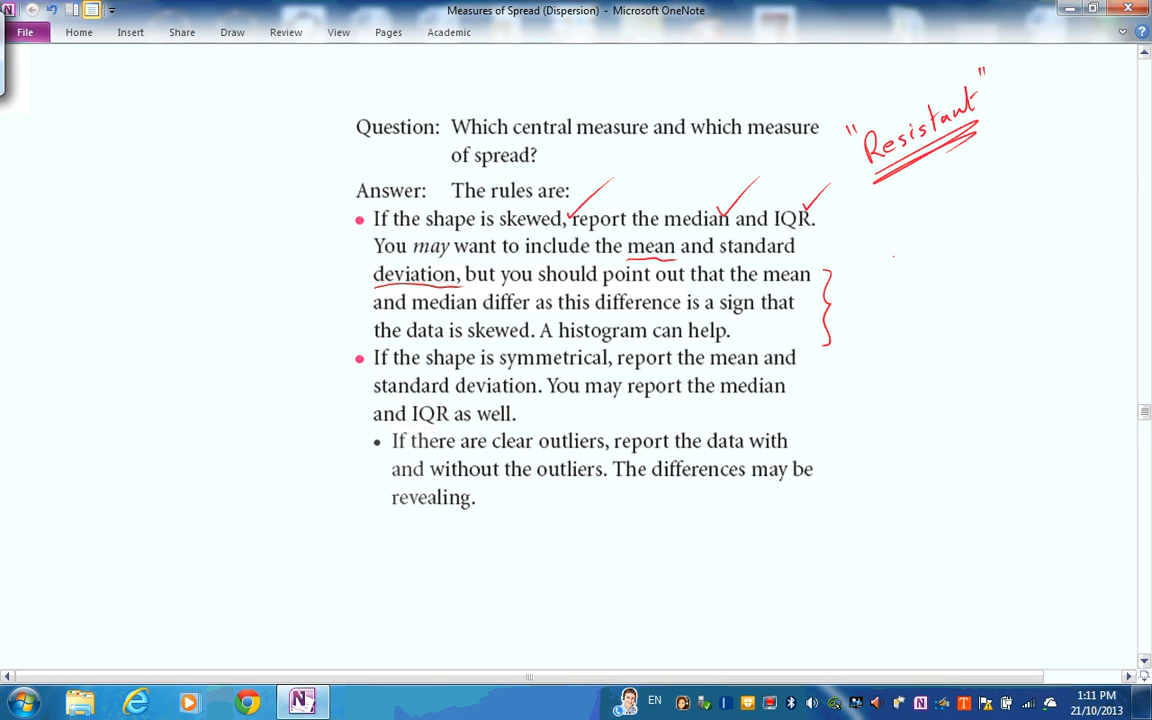 Measures of Spread (Dispersion) - Microsoft OneNote
File Home Insert Share Draw Review View Pages Academic
"Resistant"
Question: Which central measure and which measure
of spread?
Answer: The rules are:
• If the shape is skewed, report the median and IQR.
You may want to include the mean and standard
deviation, but you should point out that the mean
and median differ as this difference is a sign that
the data is skewed. A histogram can help.
• If the shape is symmetrical, report the mean and
standard deviation. You may report the median
and IQR as well.
• If there are clear outliers, report the data with
and without the outliers. The differences may be
revealing.
EN
1:11 PM
21/10/2013